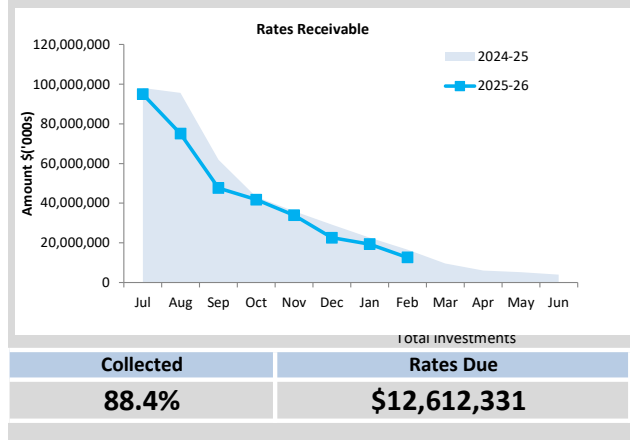 Rates Receivable
120,000,000
100,000,000
80,000,000
60,000,000
40,000,000
20,000,000
0
Amount $('000s)
2024-25
2025-26
Jul Aug Sep Oct Nov Dec Jan Feb Mar Apr May Jun
Total Investments
Collected Rates Due
88.4% $12,612,331